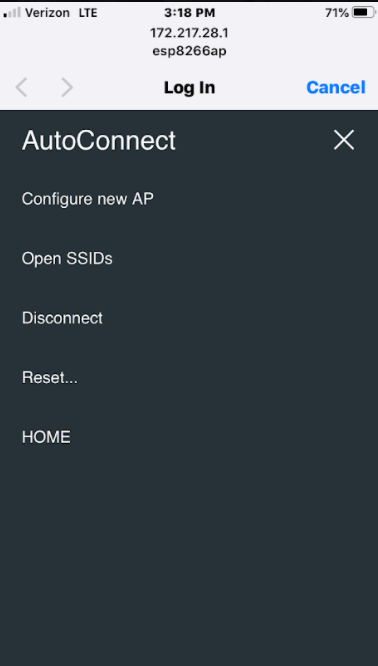 Verizon LTE 3:18 PM 71%
172.217.28.1
esp8266ap
Log In Cancel
AutoConnect
Configure new AP
Open SSIDs
Disconnect
Reset...
HOME